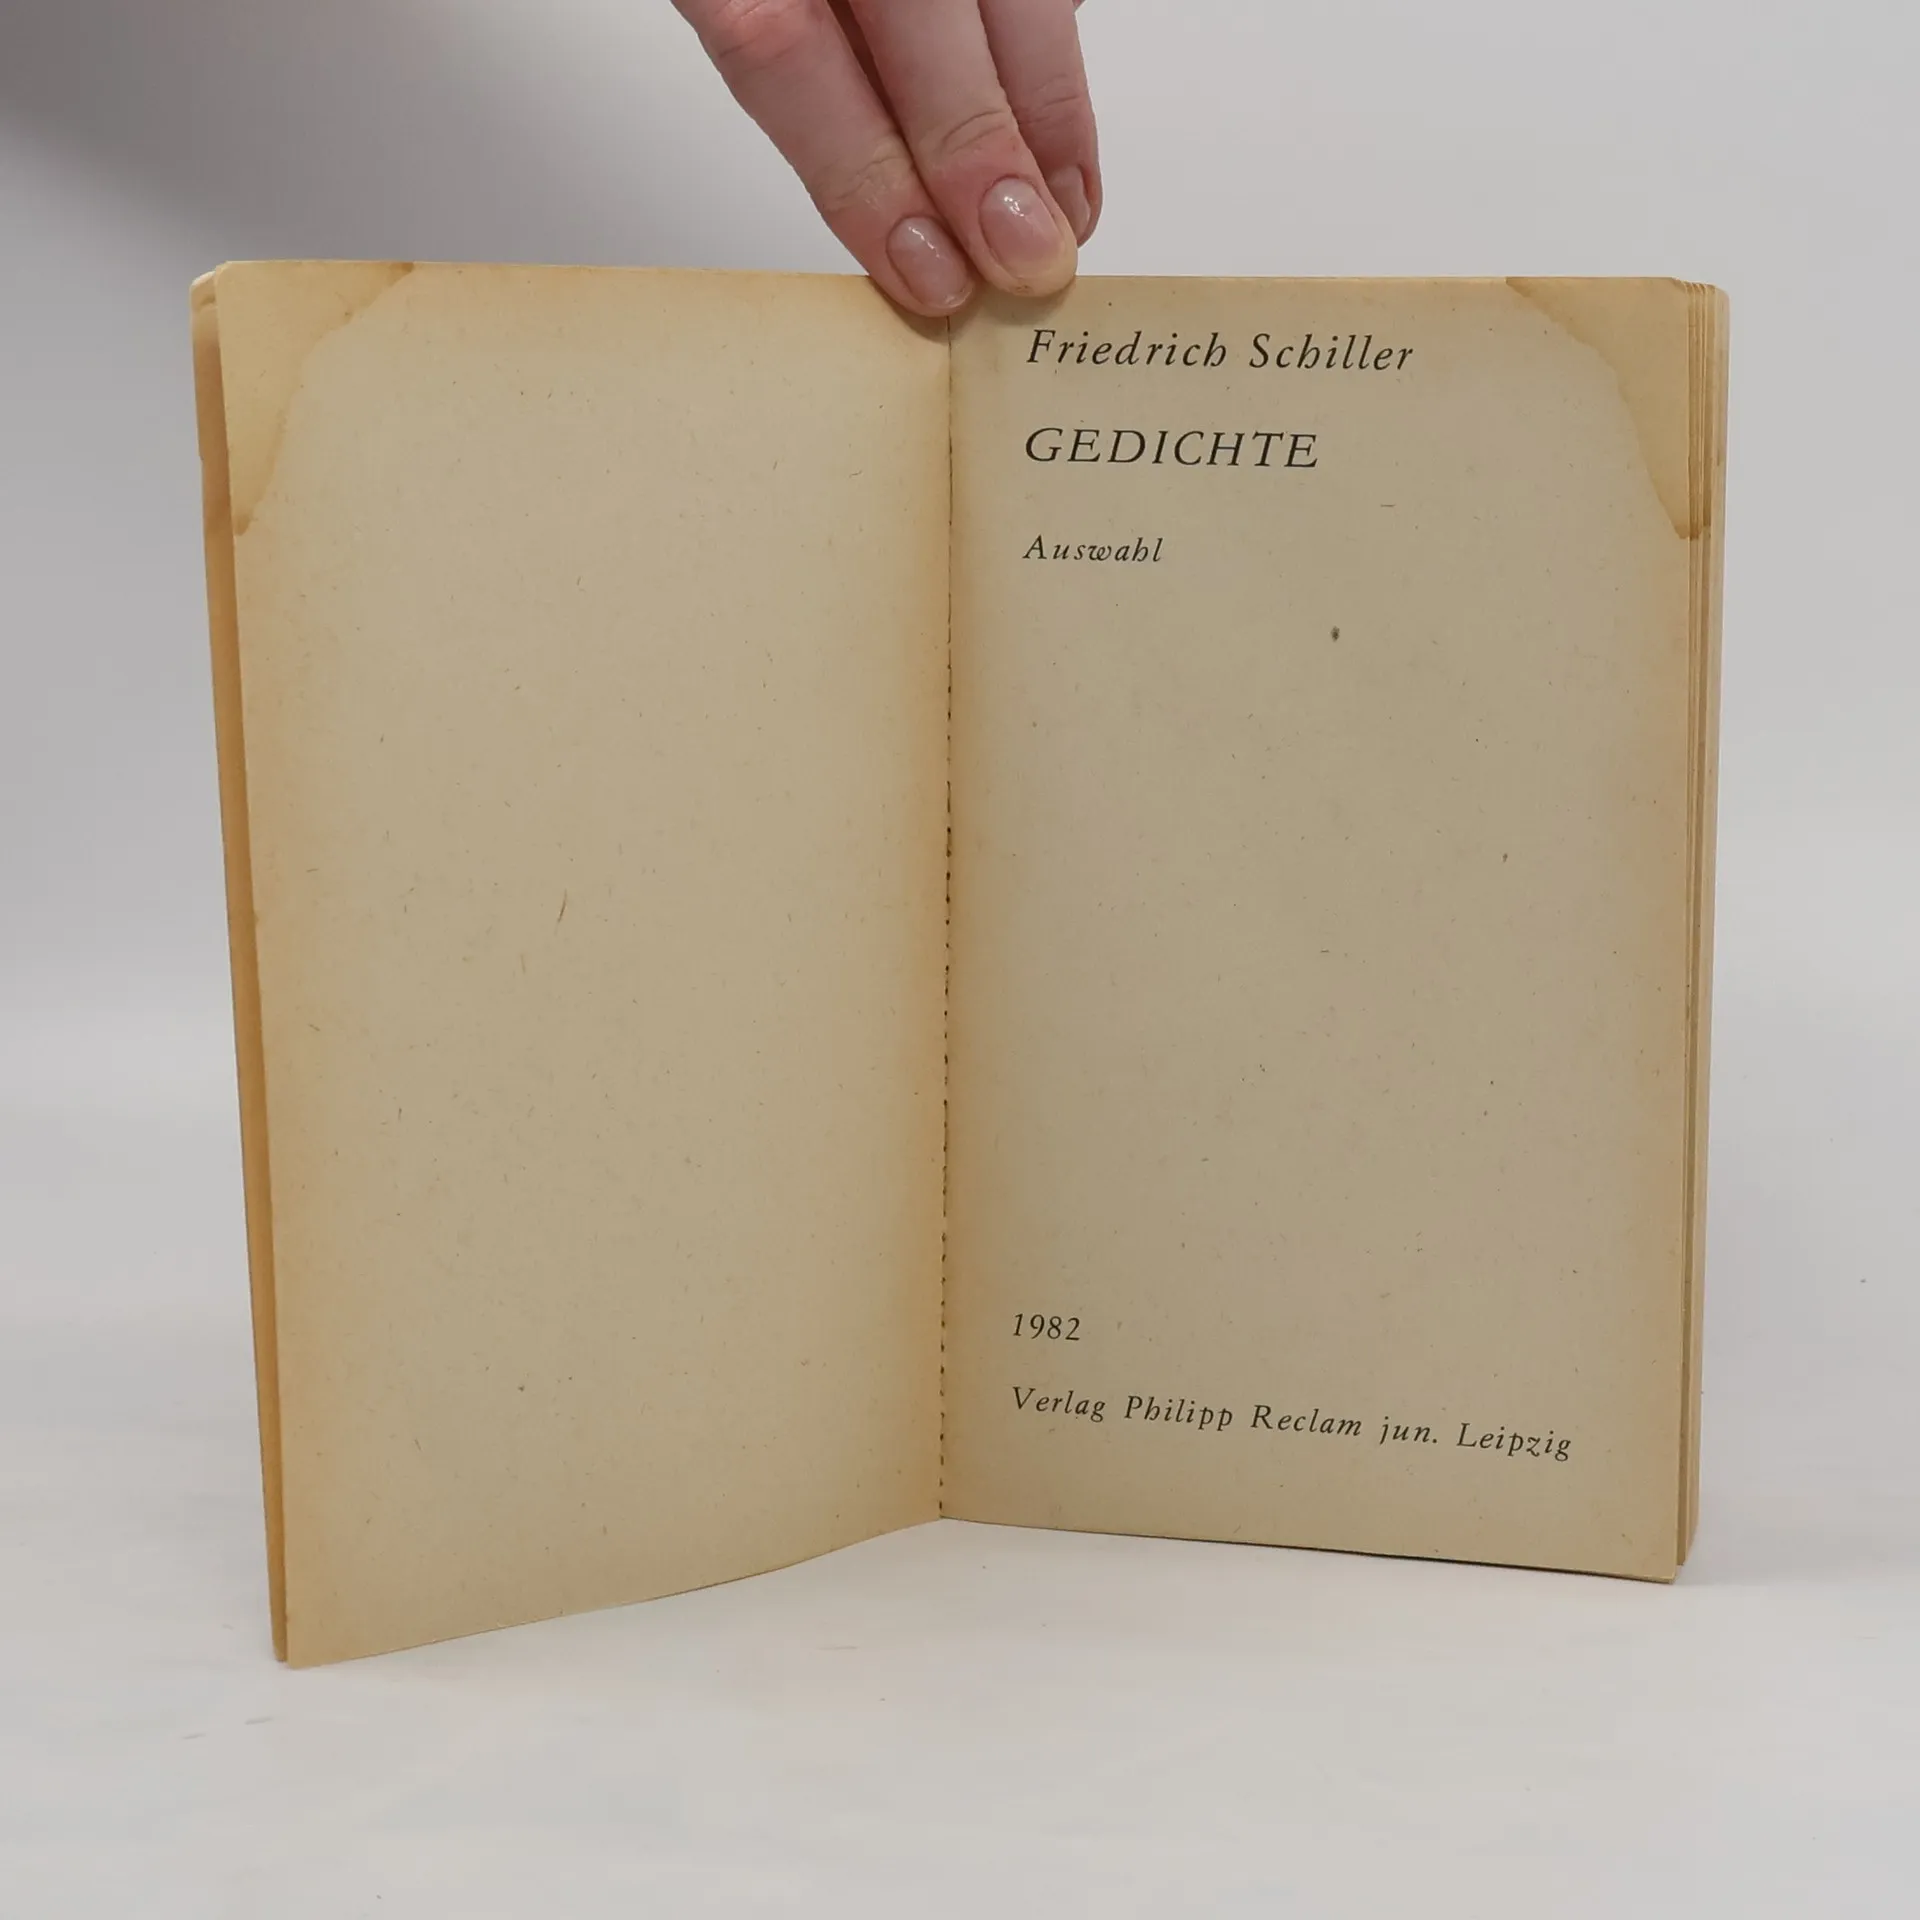 Friedrich Schiller
GEDICHTE
Auswahl
1982
Verlag Philipp Reclam jun. Leipzig